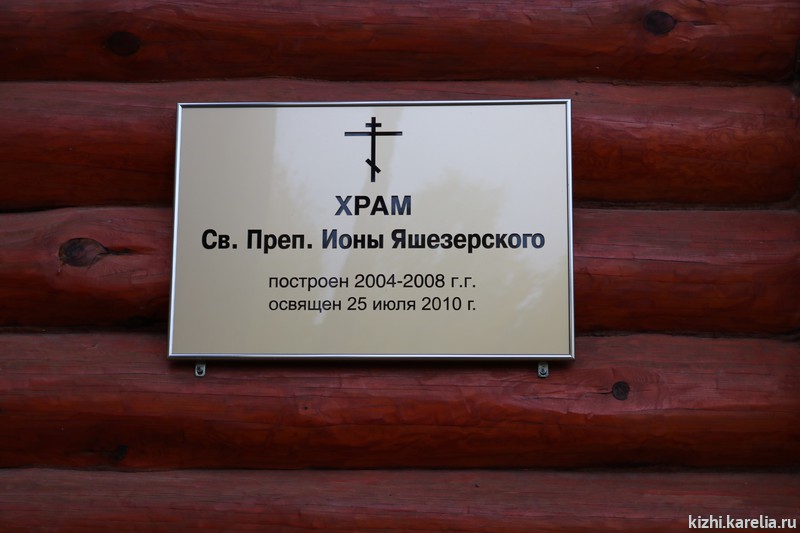 ХРАМ
Св. Преп. Ионы Яшезерского
построен 2004-2008 г.г.
освящен 25 июля 2010 г.
kizhi.karelia.ru